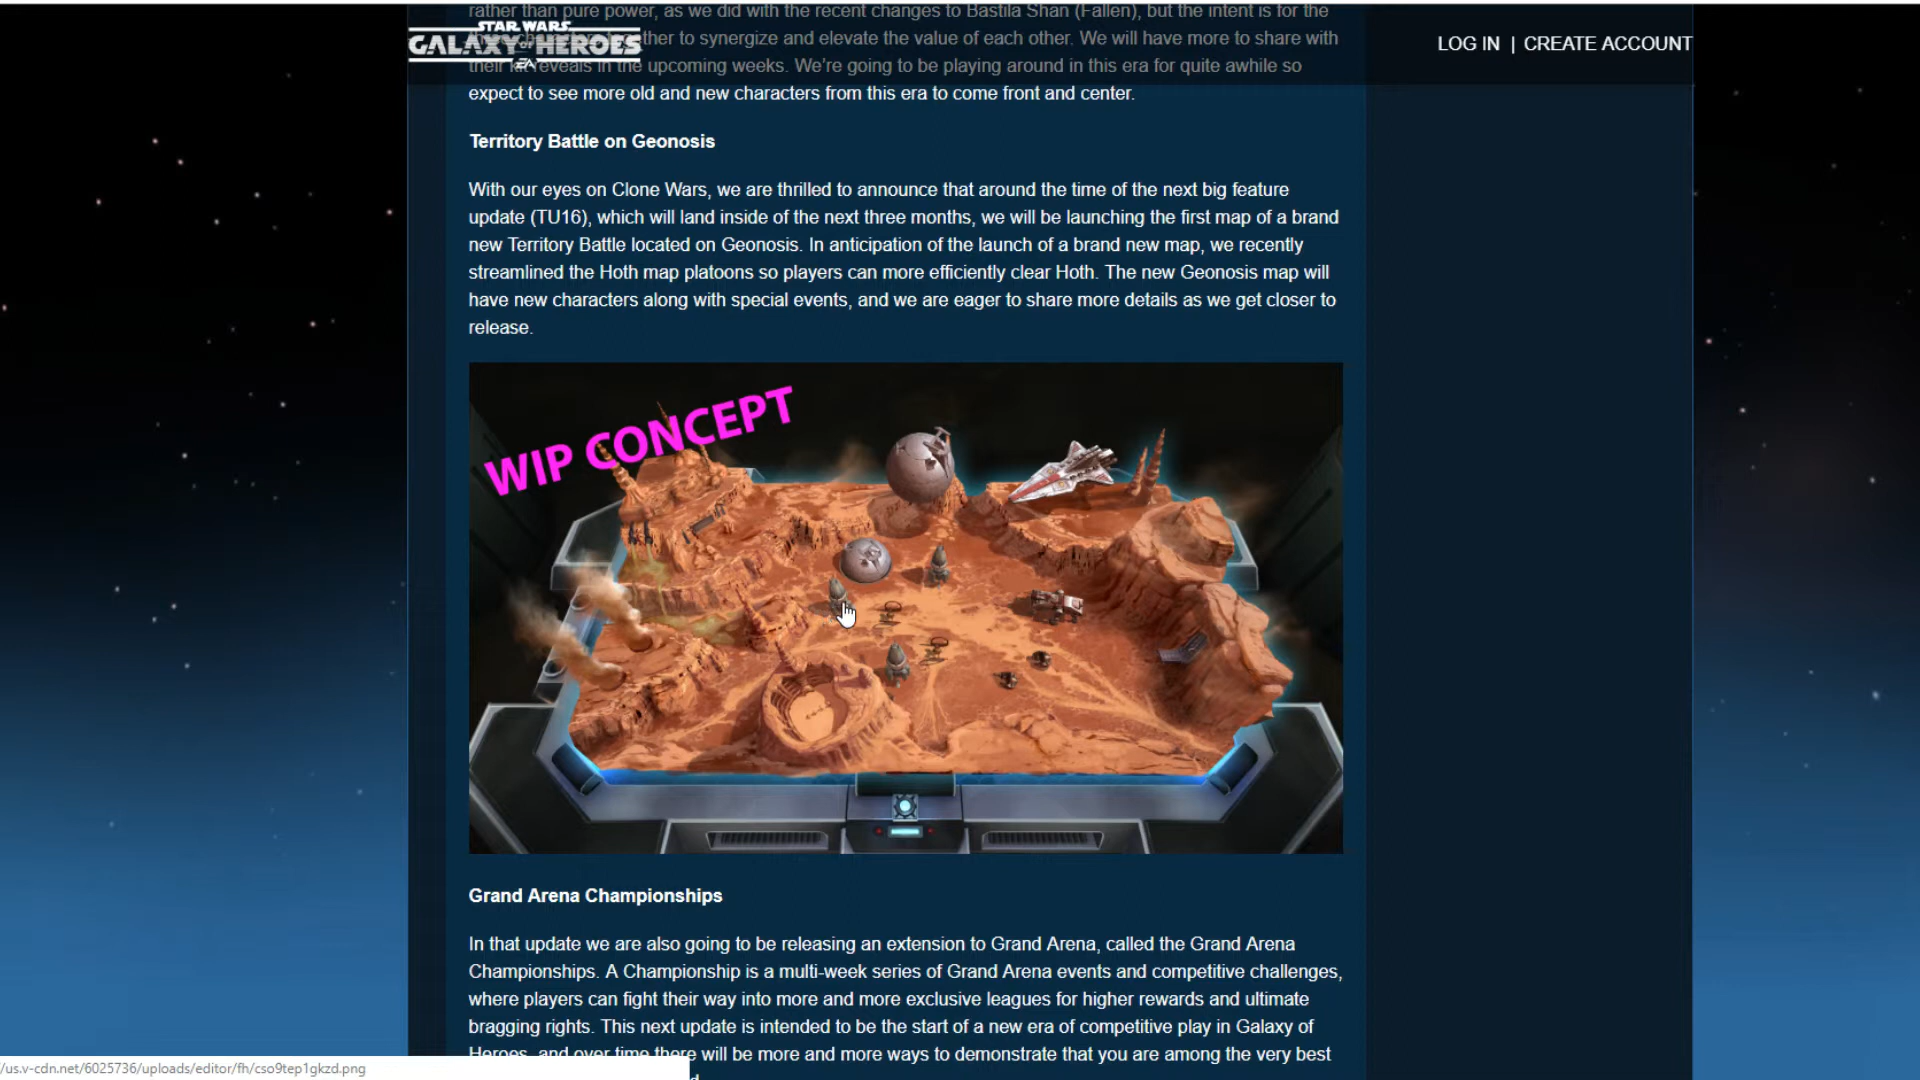 rather than pure power, as we did with the recent changes to Bastila Shan (Fallen), but the intent is for the
STAR WARS
GALAXY OF HEROES
EA
ther to synergize and elevate the value of each other. We will have more to share with
their kit reveals in the upcoming weeks. We're going to be playing around in this era for quite awhile so
expect to see more old and new characters from this era to come front and center.
LOG IN | CREATE ACCOUNT
Territory Battle on Geonosis
With our eyes on Clone Wars, we are thrilled to announce that around the time of the next big feature
update (TU16), which will land inside of the next three months, we will be launching the first map of a brand
new Territory Battle located on Geonosis. In anticipation of the launch of a brand new map, we recently
streamlined the Hoth map platoons so players can more efficiently clear Hoth. The new Geonosis map will
have new characters along with special events, and we are eager to share more details as we get closer to
release.
WIP CONCEPT
Grand Arena Championships
In that update we are also going to be releasing an extension to Grand Arena, called the Grand Arena
Championships. A Championship is a multi-week series of Grand Arena events and competitive challenges,
where players can fight their way into more and more exclusive leagues for higher rewards and ultimate
bragging rights. This next update is intended to be the start of a new era of competitive play in Galaxy of
Heroes, and over time there will be more and more ways to demonstrate that you are among the very best
/us.v-cdn.net/6025736/uploads/editor/fh/cso9tep1gkzd.png